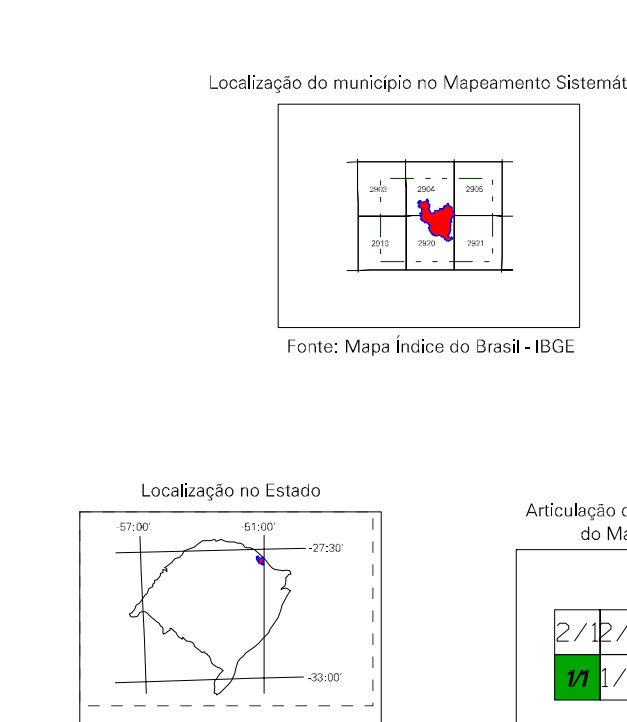 Localização do município no Mapeamento Sistemát
2903 2904 2905
2919 2920 2921
Fonte: Mapa Índice do Brasil - IBGE
Localização no Estado
-57:00' -51:00'
-27:30'
-33:00'
Articulação
do Ma
2/1 2/
1/1 1/